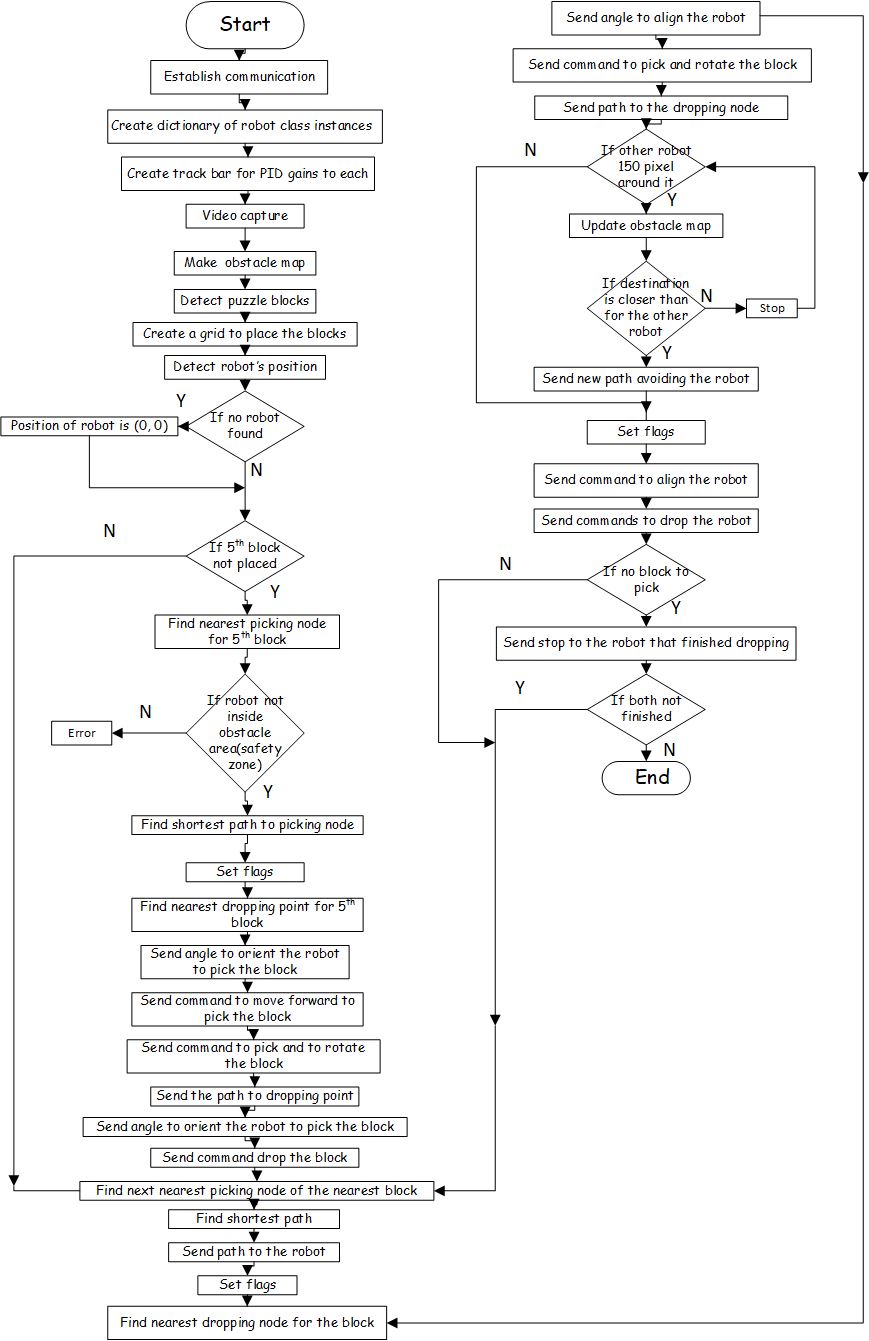 Start
Establish communication
Create dictionary of robot class instances
Create track bar for PID gains to each
Video capture
Make obstacle map
Detect puzzle blocks
Create a grid to place the blocks
Detect robot's position
Y
If no robot
found
Position of robot is (0, 0)
N
N
If 5th block
not placed
Y
Find nearest picking node
for 5th block
If robot not
inside
obstacle
area(safety
zone)
N
Error
Y
Find shortest path to picking node
Set flags
Find nearest dropping point for 5th
block
Send angle to orient the robot
to pick the block
Send command to move forward to
pick the block
Send command to pick and to rotate
the block
Send the path to dropping point
Send angle to orient the robot to pick the block
Send command drop the block
Find next nearest picking node of the nearest block
Find shortest path
Send path to the robot
Set flags
Find nearest dropping node for the block
Send angle to align the robot
Send command to pick and rotate the block
Send path to the dropping node
N
If other robot
150 pixel
around it
Y
Update obstacle map
If destination
is closer than
for the other
robot
N
Stop
Y
Send new path avoiding the robot
Set flags
Send command to align the robot
Send commands to drop the robot
N
If no block to
pick
Y
Send stop to the robot that finished dropping
Y
If both not
finished
N
End